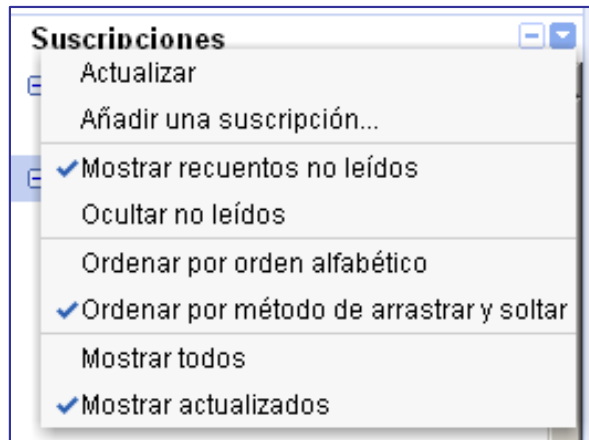 Suscripciones
Actualizar
Añadir una suscripción...
Mostrar recuentos no leídos
Ocultar no leídos
Ordenar por orden alfabético
Ordenar por método de arrastrar y soltar
Mostrar todos
Mostrar actualizados